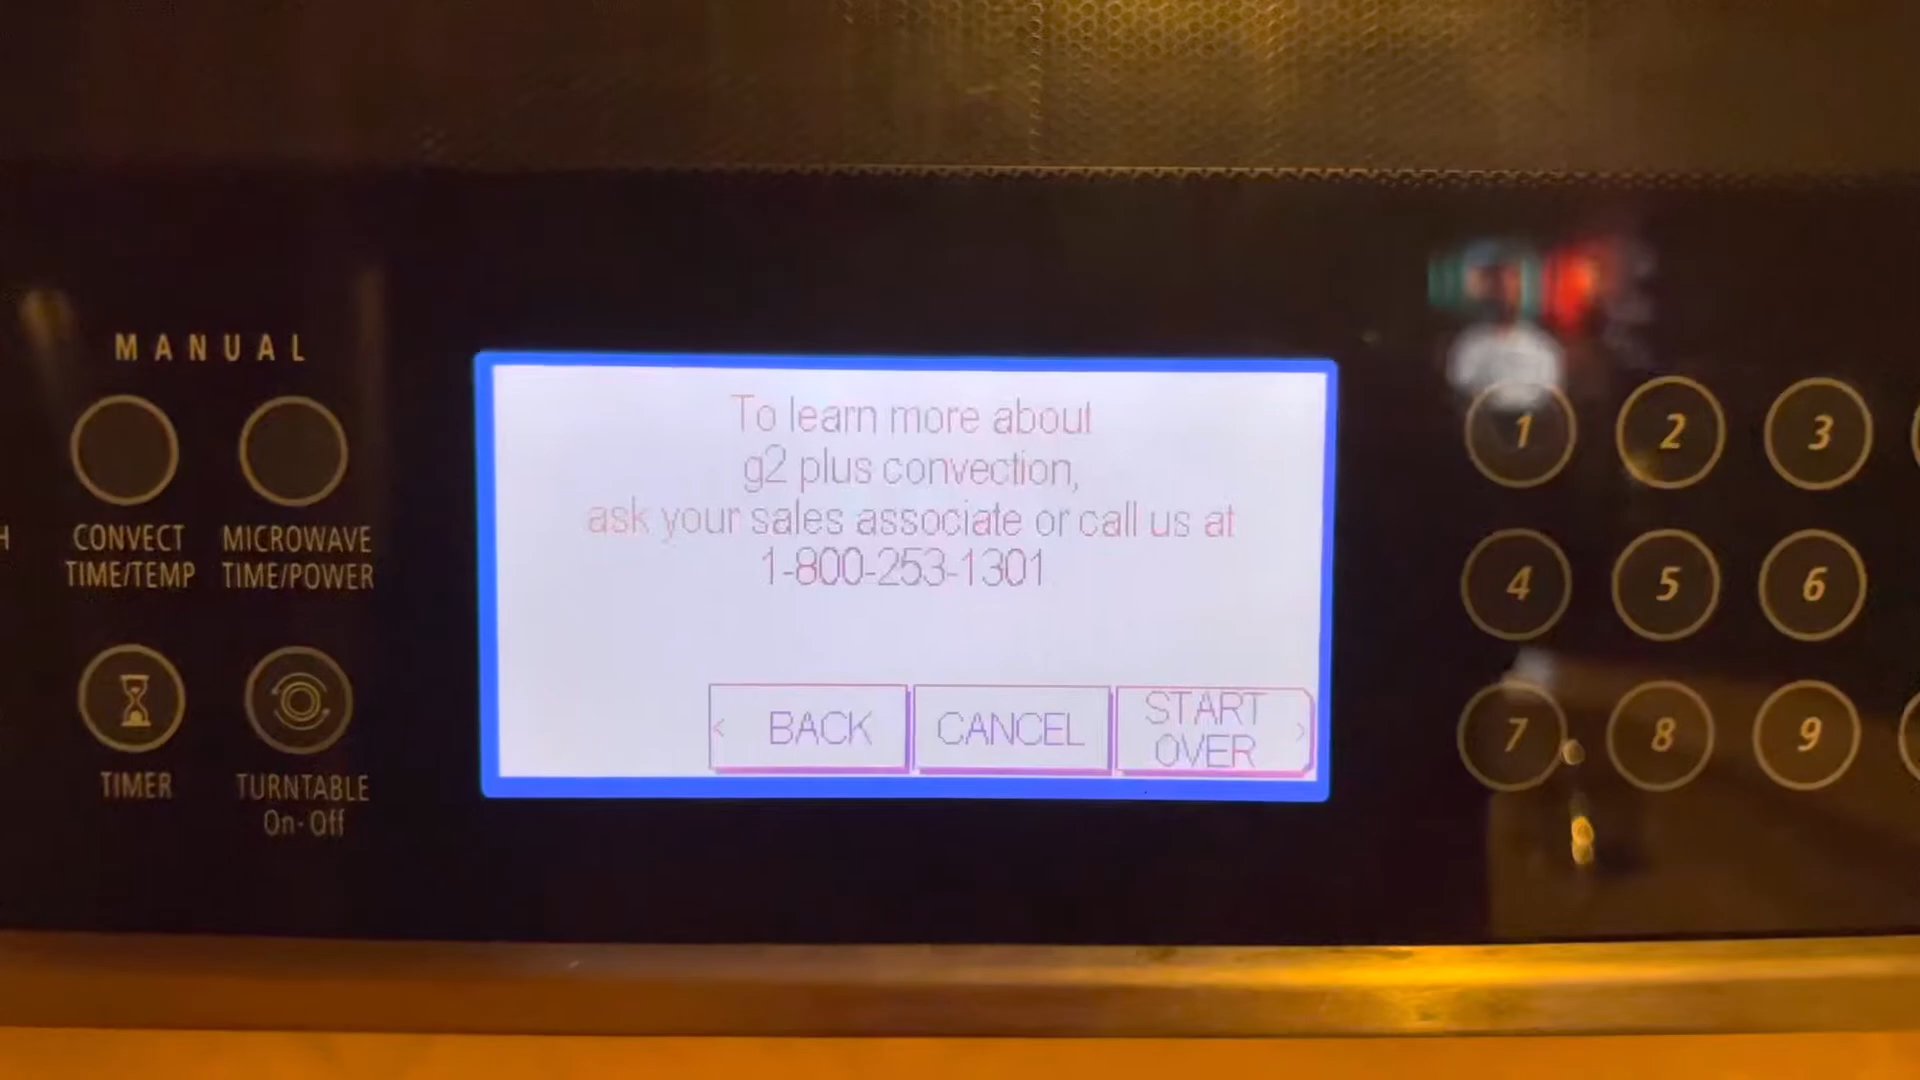 MANUAL
CONVECT
TIME/TEMP
MICROWAVE
TIME/POWER
TIMER
TURNTABLE
On-Off
To learn more about
g2 plus convection,
ask your sales associate or call us at
1-800-253-1301
< BACK
CANCEL
START
OVER >
1 2 3
4 5 6
7 8 9